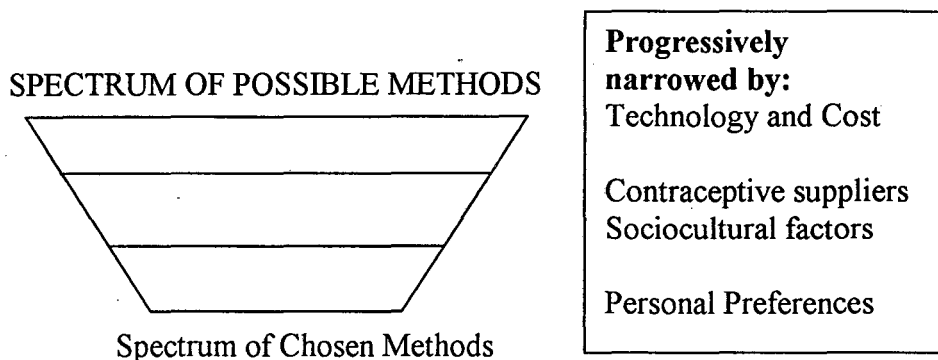 SPECTRUM OF POSSIBLE METHODS
Spectrum of Chosen Methods
Progressively
narrowed by:
Technology and Cost
Contraceptive suppliers
Sociocultural factors
Personal Preferences